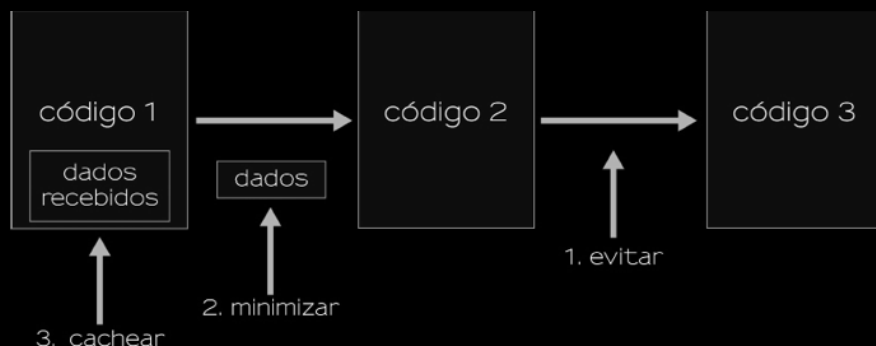 código 1
código 2
código 3
dados
recebidos
dados
1. evitar
2. minimizar
3. cachear